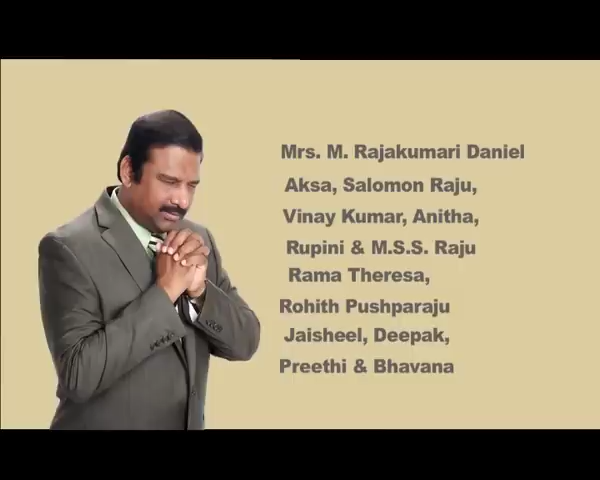 Mrs. M. Rajakumari Daniel
Aksa, Salomon Raju,
Vinay Kumar, Anitha,
Rupini & M.S.S. Raju
Rama Theresa,
Rohith Pushparaju
Jaisheel, Deepak,
Preethi & Bhavana